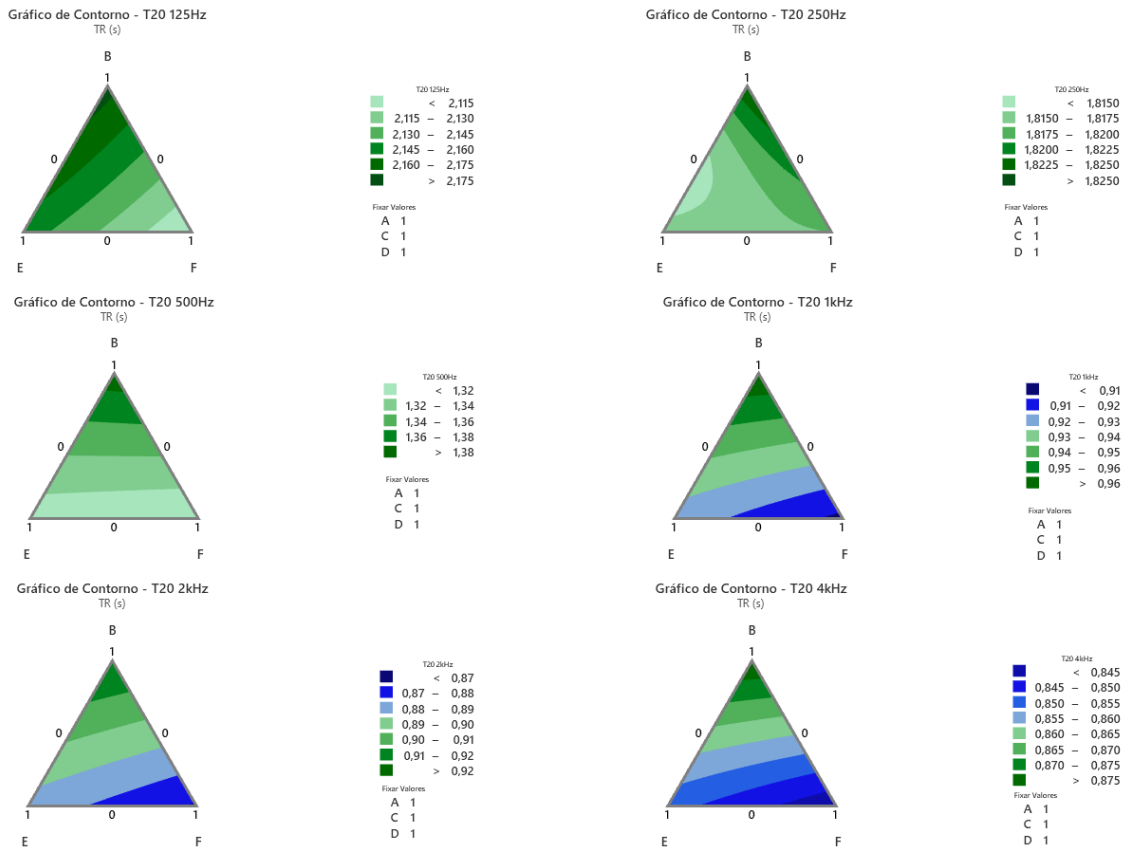 Gráfico de Contorno - T20 125Hz
TR (s)
B
1
0
0
1
0
1
E
F
T20 125Hz
< 2,115
2,115 – 2,130
2,130 – 2,145
2,145 – 2,160
2,160 – 2,175
> 2,175
Fixar Valores
A 1
C 1
D 1
Gráfico de Contorno - T20 250Hz
TR (s)
B
1
0
0
1
0
1
E
F
T20 250Hz
< 1,8150
1,8150 – 1,8175
1,8175 – 1,8200
1,8200 – 1,8225
1,8225 – 1,8250
> 1,8250
Fixar Valores
A 1
C 1
D 1
Gráfico de Contorno - T20 500Hz
TR (s)
B
1
0
0
1
0
1
E
F
T20 500Hz
< 1,32
1,32 – 1,34
1,34 – 1,36
1,36 – 1,38
> 1,38
Fixar Valores
A 1
C 1
D 1
Gráfico de Contorno - T20 1kHz
TR (s)
B
1
0
0
1
0
1
E
F
T20 1kHz
< 0,91
0,91 – 0,92
0,92 – 0,93
0,93 – 0,94
0,94 – 0,95
0,95 – 0,96
> 0,96
Fixar Valores
A 1
C 1
D 1
Gráfico de Contorno - T20 2kHz
TR (s)
B
1
0
0
1
0
1
E
F
T20 2kHz
< 0,87
0,87 – 0,88
0,88 – 0,89
0,89 – 0,90
0,90 – 0,91
0,91 – 0,92
> 0,92
Fixar Valores
A 1
C 1
D 1
Gráfico de Contorno - T20 4kHz
TR (s)
B
1
0
0
1
0
1
E
F
T20 4kHz
< 0,845
0,845 – 0,850
0,850 – 0,855
0,855 – 0,860
0,860 – 0,865
0,865 – 0,870
0,870 – 0,875
> 0,875
Fixar Valores
A 1
C 1
D 1